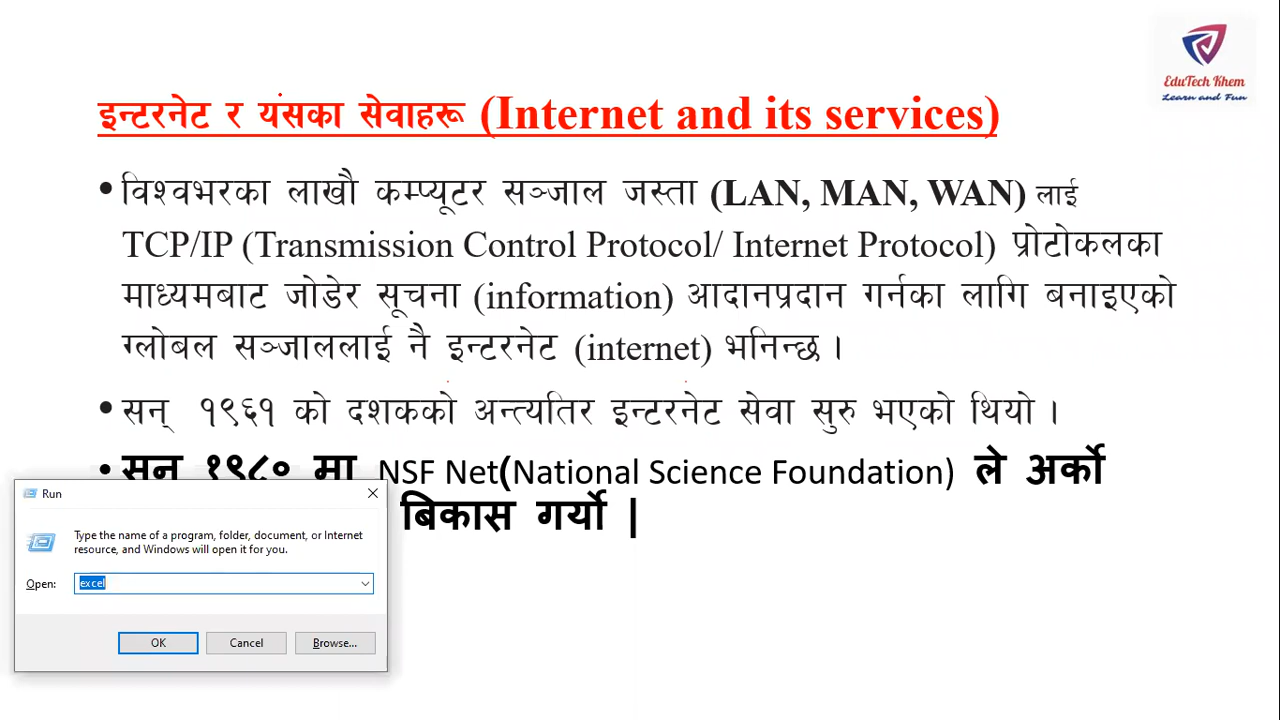 EduTech Khem
Learn and Fun
इन्टरनेट र यंसका सेवाहरू (Internet and its services)
• विश्वभरका लाखौ कम्प्यूटर सञ्जाल जस्ता (LAN, MAN, WAN) लाई
TCP/IP (Transmission Control Protocol/ Internet Protocol) प्रोटोकलका
माध्यमबाट जोडेर सूचना (information) आदानप्रदान गर्नका लागि बनाइएको
ग्लोबल सञ्जाललाई नै इन्टरनेट (internet) भनिन्छ ।
• सन् १९६१ को दशकको अन्त्यतिर इन्टरनेट सेवा सुरु भएको थियो ।
• सन १९८० मा NSF Net(National Science Foundation) ले अर्को
बिकास गर्यो |
Run
Type the name of a program, folder, document, or Internet
resource, and Windows will open it for you.
Open: excel
OK Cancel Browse...